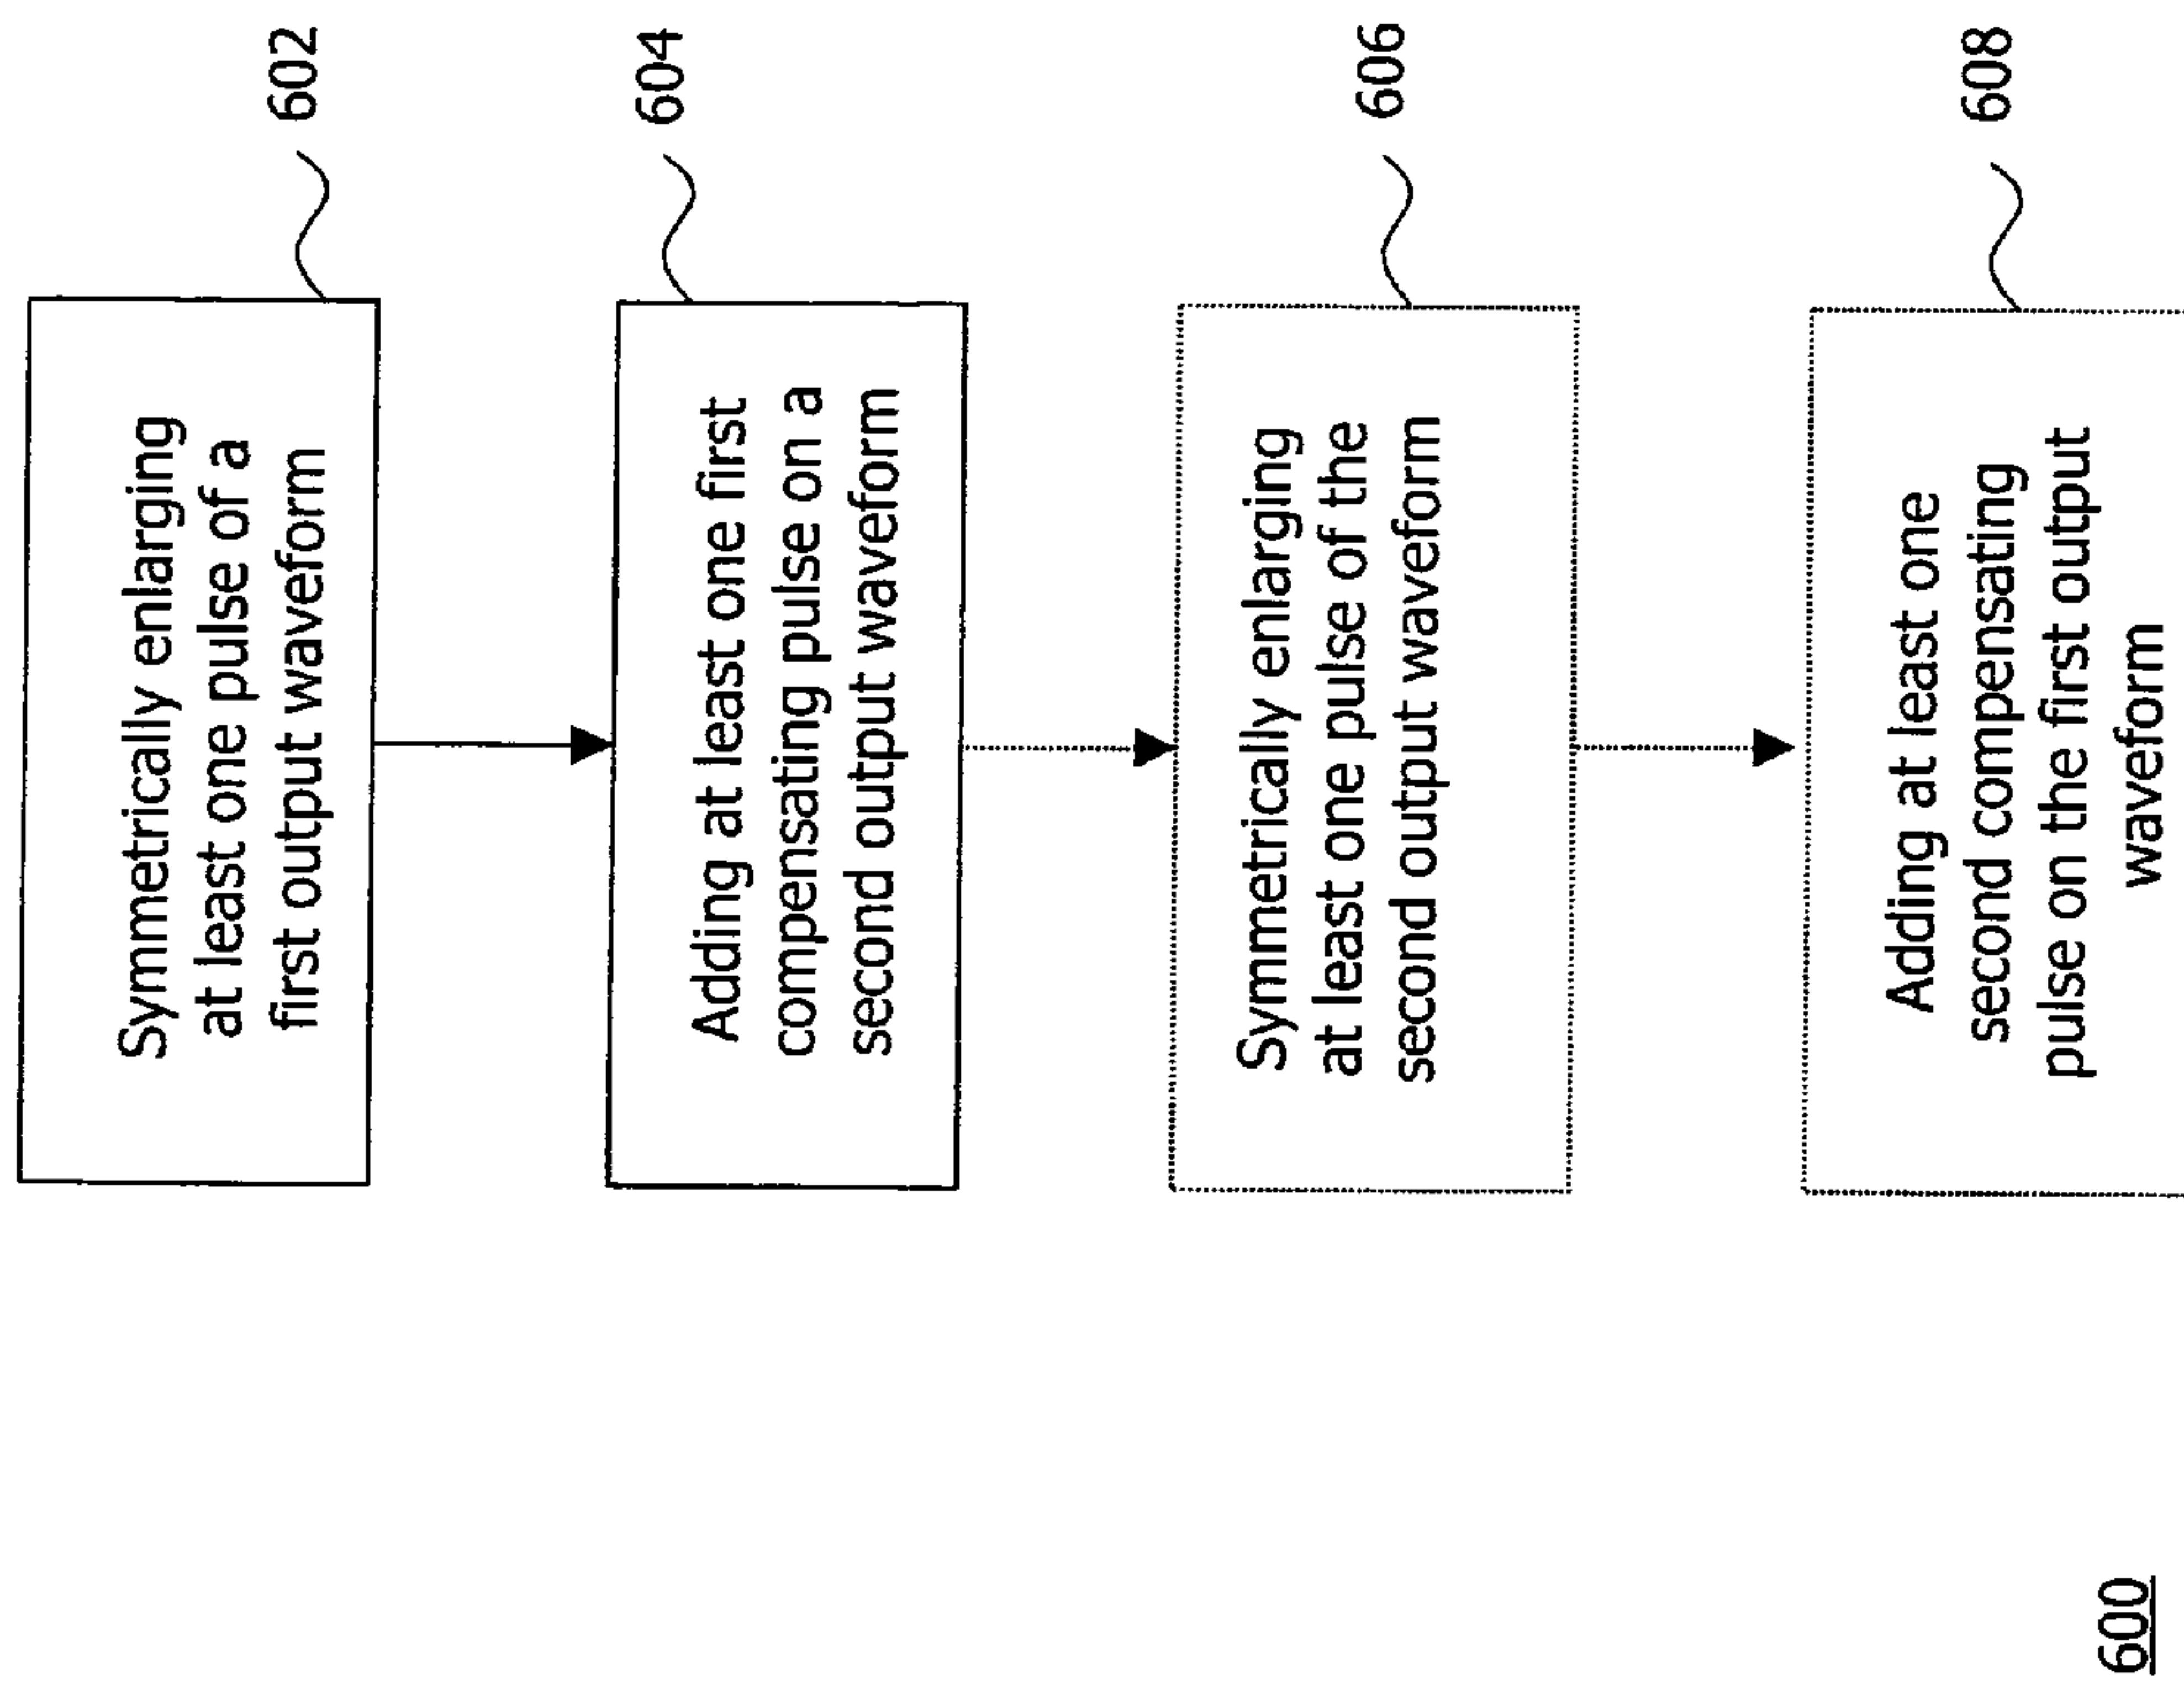 602
Symmetrically enlarging
at least one pulse of a
first output waveform
604
Adding at least one first
compensating pulse on a
second output waveform
606
Symmetrically enlarging
at least one pulse of the
second output waveform
608
Adding at least one
second compensating
pulse on the first output
waveform
600